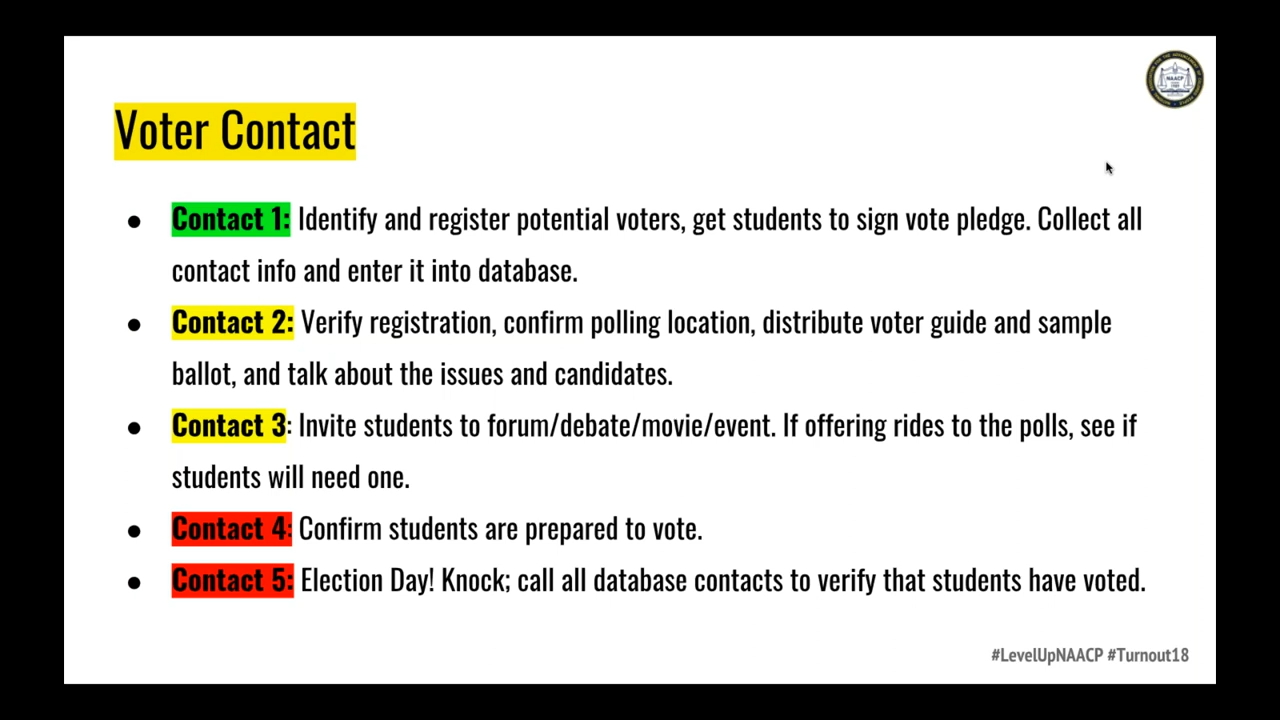 NAACP
Voter Contact
● Contact 1: Identify and register potential voters, get students to sign vote pledge. Collect all
contact info and enter it into database.
● Contact 2: Verify registration, confirm polling location, distribute voter guide and sample
ballot, and talk about the issues and candidates.
● Contact 3: Invite students to forum/debate/movie/event. If offering rides to the polls, see if
students will need one.
● Contact 4: Confirm students are prepared to vote.
● Contact 5: Election Day! Knock; call all database contacts to verify that students have voted.
#LevelUpNAACP #Turnout18